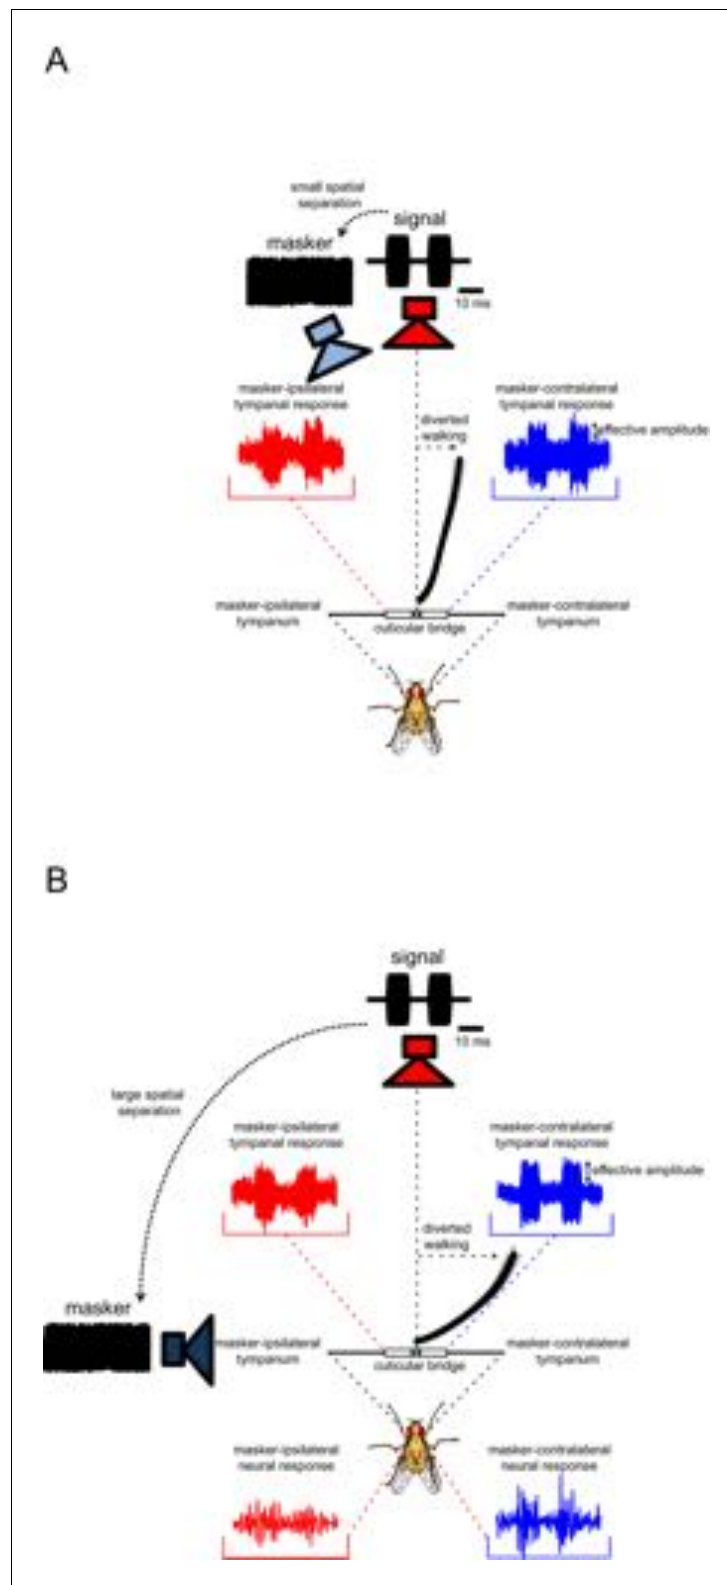 A
small spatial
separation
signal
masker
10 ms
masker-ipsilateral
tympanal response
masker-contralateral
tympanal response
effective amplitude
diverted
walking
masker-ipsilateral
tympanum
masker-contralateral
tympanum
cuticular bridge
B
signal
10 ms
large spatial
separation
masker-ipsilateral
tympanal response
masker-contralateral
tympanal response
effective amplitude
diverted
walking
masker
masker-ipsilateral
tympanum
masker-contralateral
tympanum
cuticular bridge
masker-ipsilateral
neural response
masker-contralateral
neural response